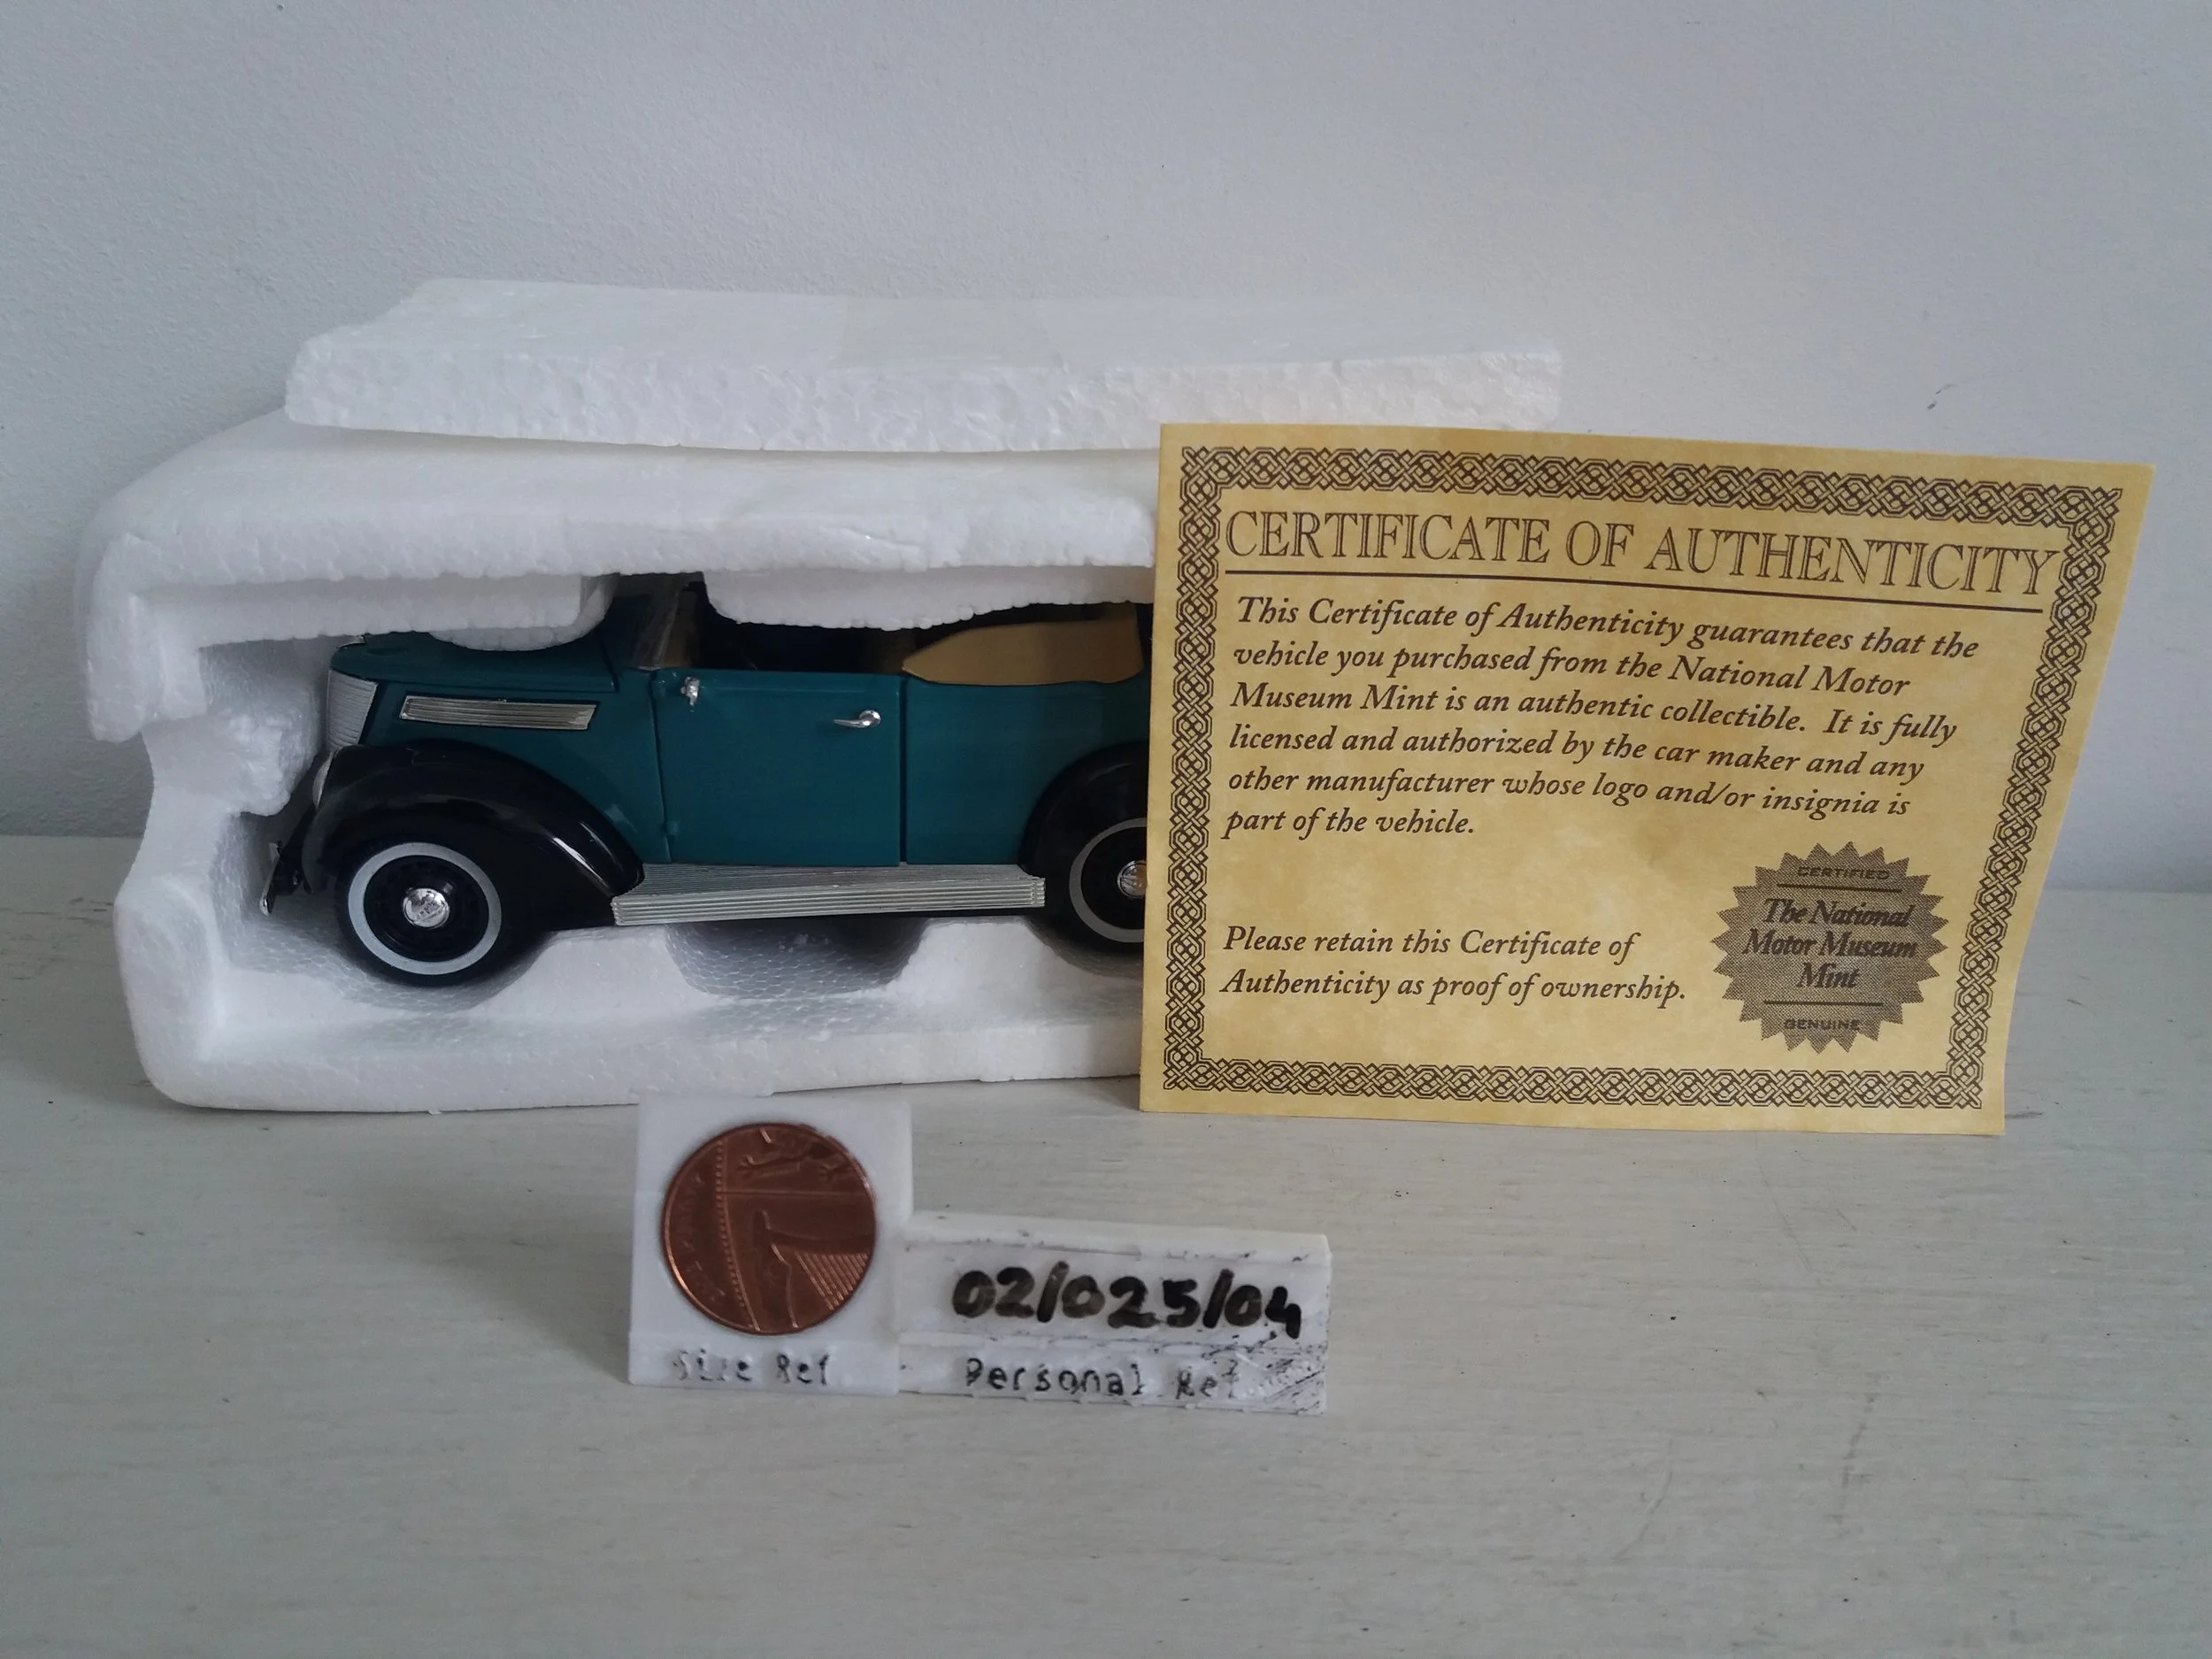 CERTIFICATE OF AUTHENTICITY
This Certificate of Authenticity guarantees that the
vehicle you purchased from the National Motor
Museum Mint is an authentic collectible. It is fully
licensed and authorized by the car maker and any
other manufacturer whose logo and/or insignia is
part of the vehicle.
Please retain this Certificate of
Authenticity as proof of ownership.
CERTIFIED
The National
Motor Museum
Mint
GENUINE
02/025/04
Size Ref
Personal Ref